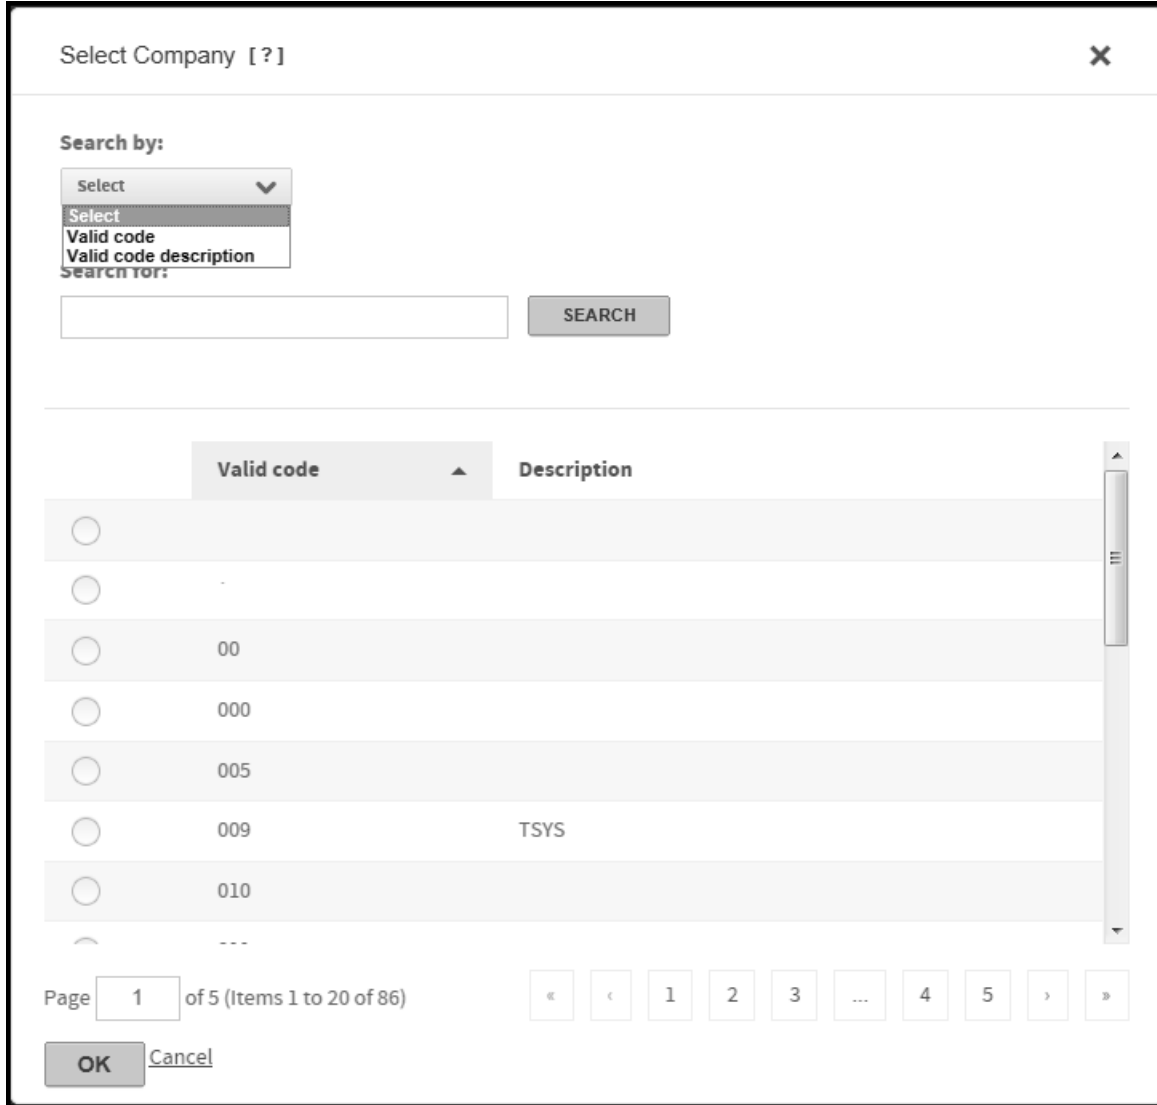 Select Company [?]
Search by:
Select
Select
Valid code
Valid code description
Search for:
SEARCH
Valid code Description
00
000
005
009 TSYS
010
Page 1 of 5 (Items 1 to 20 of 86) « ‹ 1 2 3 ... 4 5 › »
OK Cancel